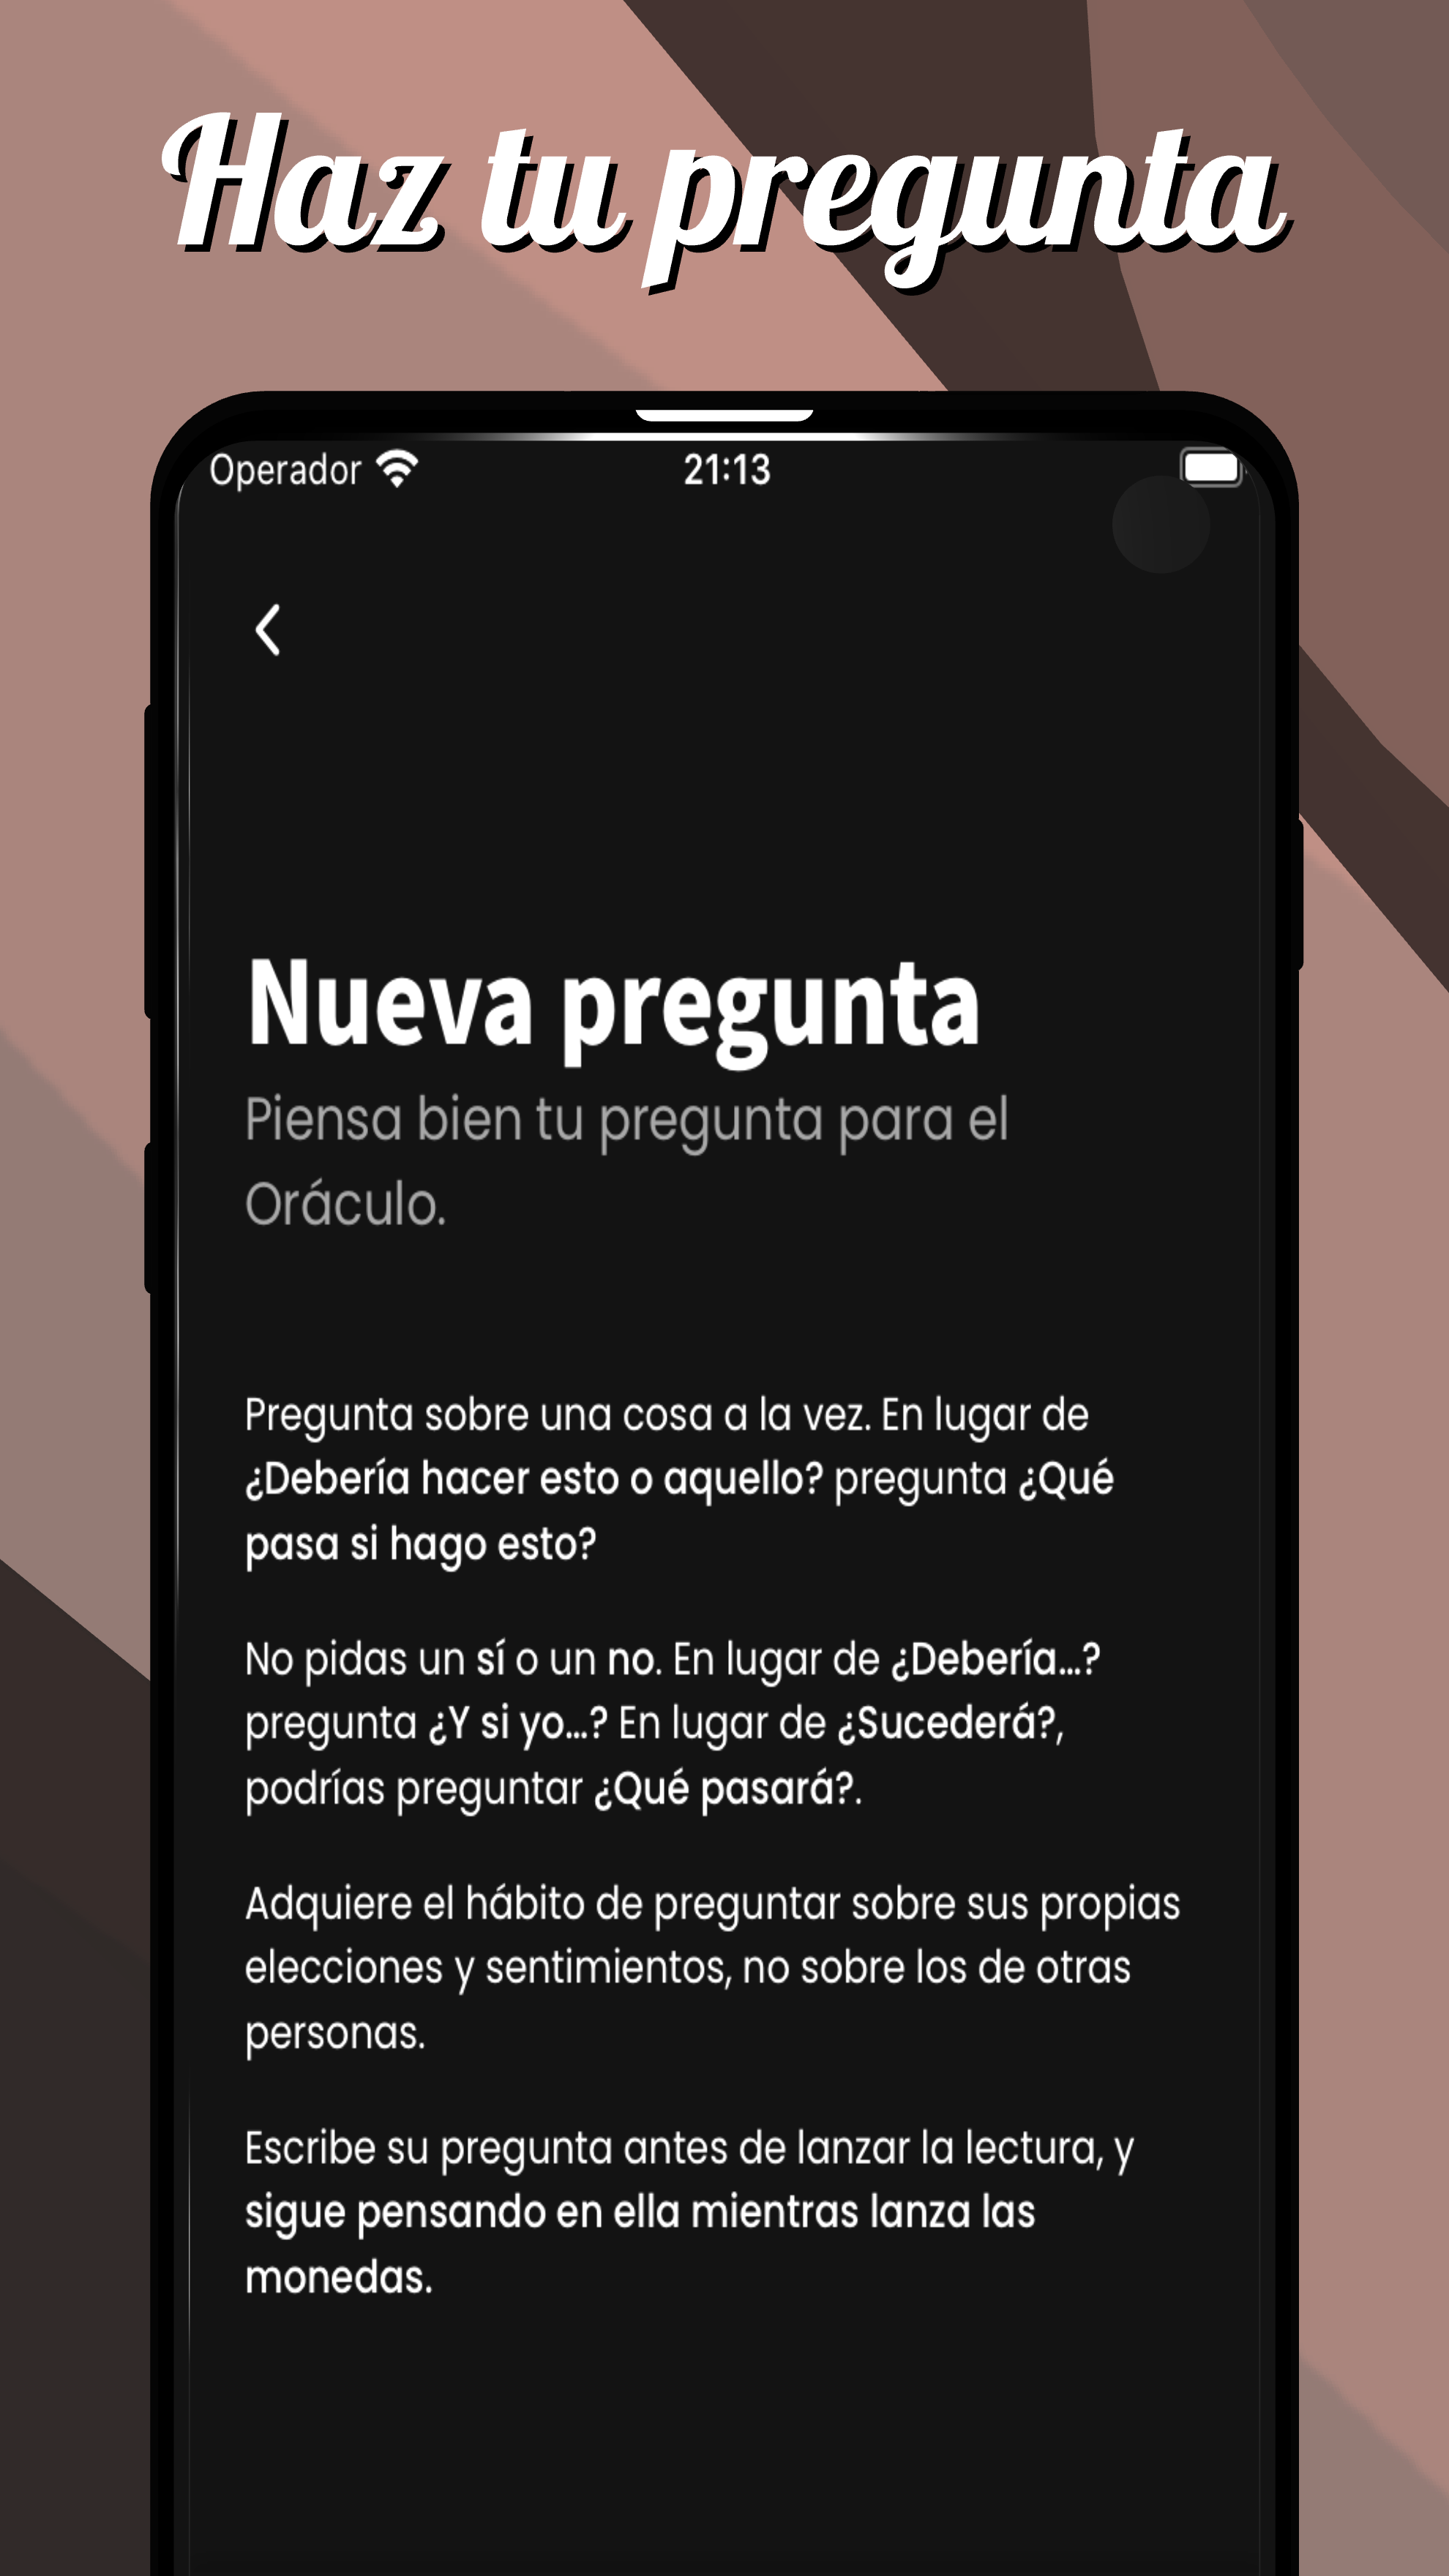 Haz tu pregunta
Operador
21:13
Nueva pregunta
Piensa bien tu pregunta para el
Oráculo.
Pregunta sobre una cosa a la vez. En lugar de
¿Debería hacer esto o aquello? pregunta ¿Qué
pasa si hago esto?
No pidas un sí o un no. En lugar de ¿Debería...?
pregunta ¿Y si yo...? En lugar de ¿Sucederá?,
podrías preguntar ¿Qué pasará?.
Adquiere el hábito de preguntar sobre sus propias
elecciones y sentimientos, no sobre los de otras
personas.
Escribe su pregunta antes de lanzar la lectura, y
sigue pensando en ella mientras lanza las
monedas.